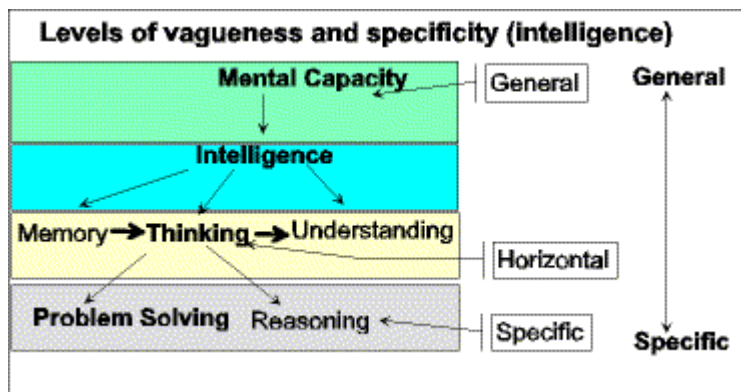 Levels of vagueness and specificity (intelligence)
Mental Capacity
General
General
Intelligence
Memory Thinking Understanding
Horizontal
Problem Solving Reasoning
Specific
Specific